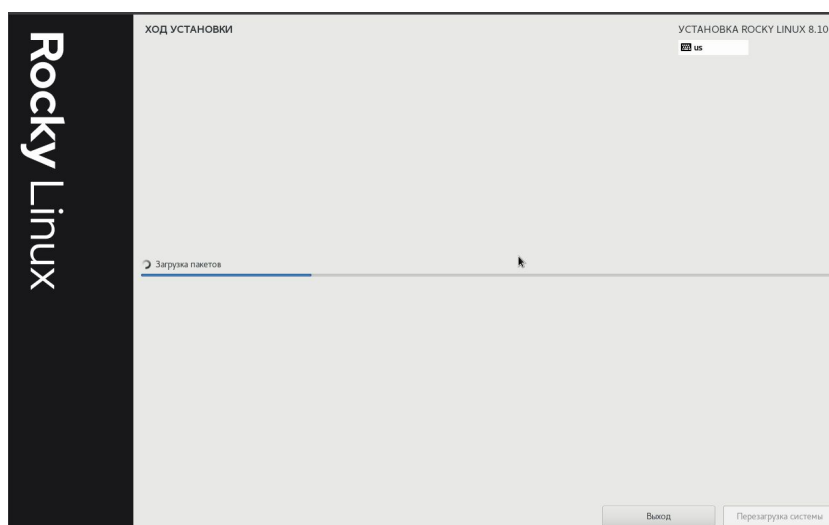 Rocky Linux
ХОД УСТАНОВКИ
УСТАНОВКА ROCKY LINUX 8.10
us
Загрузка пакетов
Выход
Перезагрузка системы